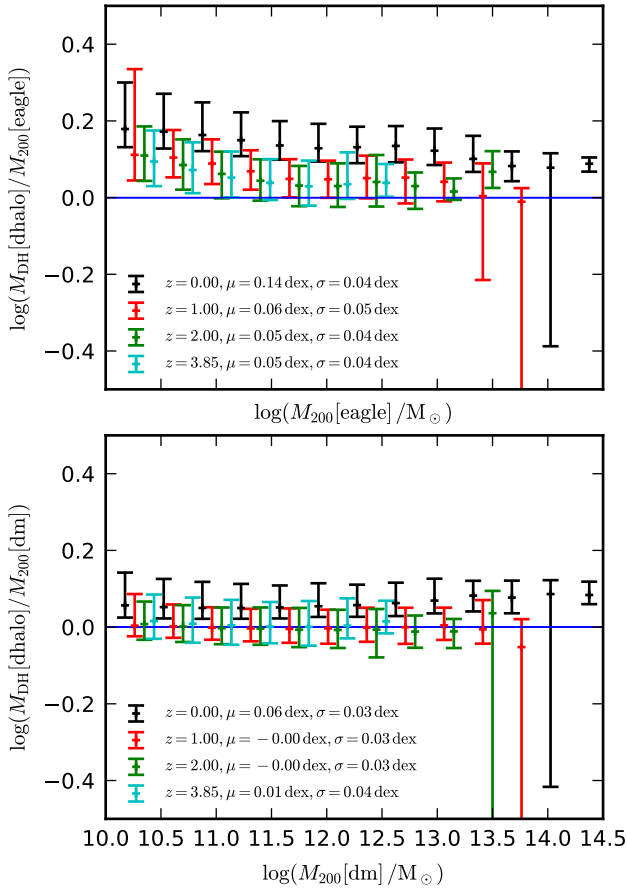 log(M_DH[dhalo]/M_200[eagle])
0.4
0.2
0.0
−0.2
−0.4
z = 0.00, μ = 0.14 dex, σ = 0.04 dex
z = 1.00, μ = 0.06 dex, σ = 0.05 dex
z = 2.00, μ = 0.05 dex, σ = 0.04 dex
z = 3.85, μ = 0.05 dex, σ = 0.04 dex
log(M_200[eagle]/M_⊙)
log(M_DH[dhalo]/M_200[dm])
0.4
0.2
0.0
−0.2
−0.4
z = 0.00, μ = 0.06 dex, σ = 0.03 dex
z = 1.00, μ = −0.00 dex, σ = 0.03 dex
z = 2.00, μ = −0.00 dex, σ = 0.03 dex
z = 3.85, μ = 0.01 dex, σ = 0.04 dex
10.0 10.5 11.0 11.5 12.0 12.5 13.0 13.5 14.0 14.5
log(M_200[dm]/M_⊙)